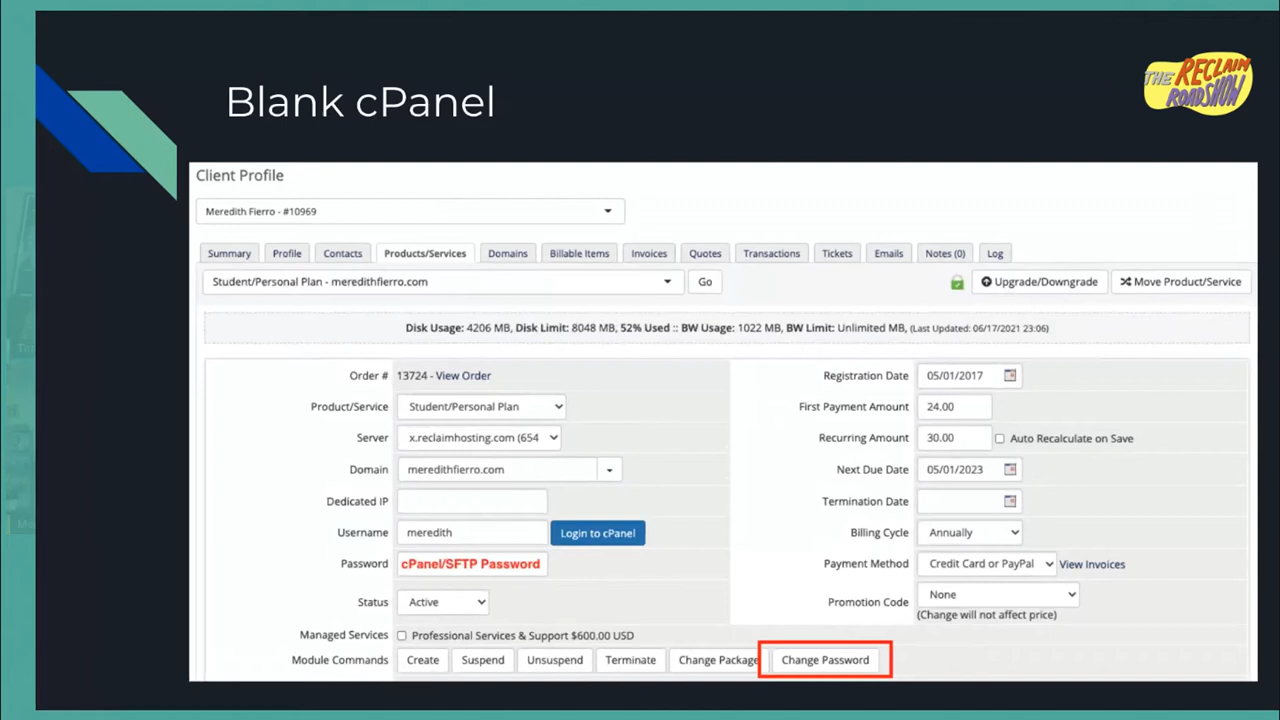 Blank cPanel
THE RECLAIM ROADSHOW
Client Profile
Meredith Fierro - #10969
Summary Profile Contacts Products/Services Domains Billable Items Invoices Quotes Transactions Tickets Emails Notes (0) Log
Student/Personal Plan - meredithfierro.com Go Upgrade/Downgrade Move Product/Service
Disk Usage: 4206 MB, Disk Limit: 8048 MB, 52% Used :: BW Usage: 1022 MB, BW Limit: Unlimited MB, (Last Updated: 06/17/2021 23:06)
Order # 13724 - View Order Registration Date 05/01/2017
Product/Service Student/Personal Plan First Payment Amount 24.00
Server x.reclaimhosting.com (654 Recurring Amount 30.00 Auto Recalculate on Save
Domain meredithfierro.com Next Due Date 05/01/2023
Dedicated IP Termination Date
Username meredith Login to cPanel Billing Cycle Annually
Password cPanel/SFTP Password Payment Method Credit Card or PayPal View Invoices
Status Active Promotion Code None
(Change will not affect price)
Managed Services Professional Services & Support $600.00 USD
Module Commands Create Suspend Unsuspend Terminate Change Package Change Password